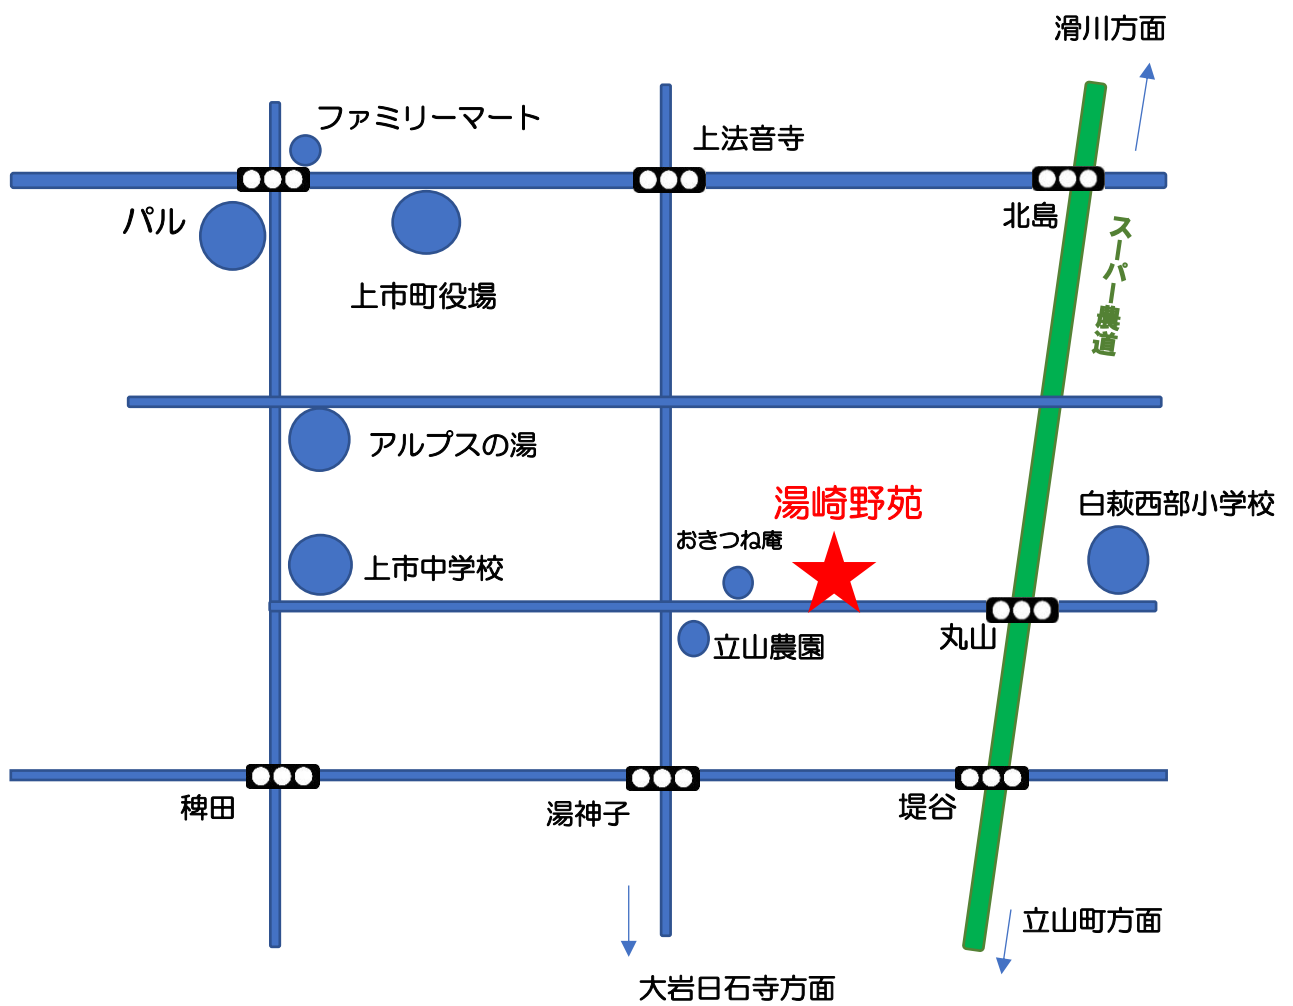 滑川方面
ファミリーマート
上法音寺
パル
北島
スーパー農道
上市町役場
アルプスの湯
湯崎野苑
白萩西部小学校
おきつね庵
上市中学校
丸山
立山農園
稗田
湯神子
堤谷
立山町方面
大岩日石寺方面